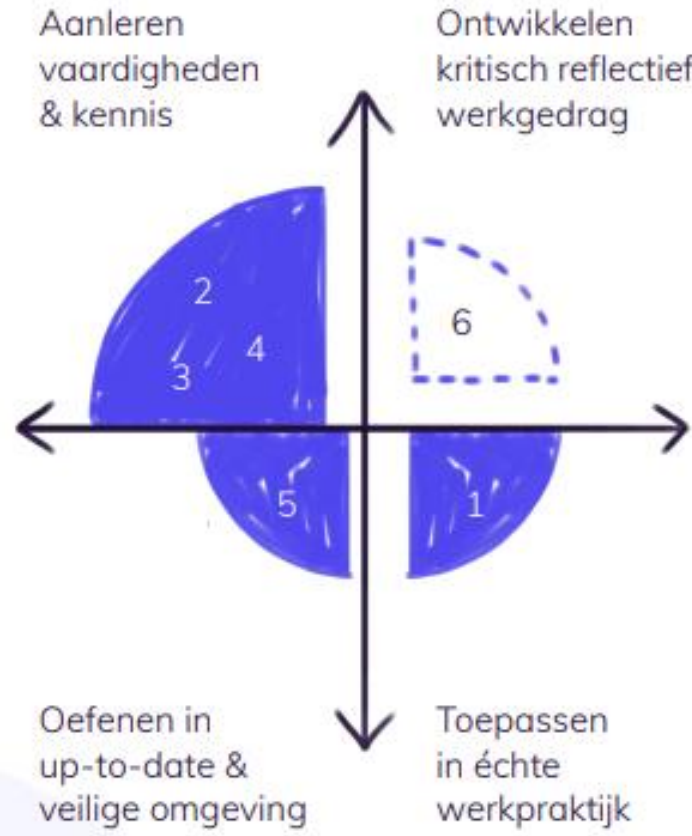 Aanleren
vaardigheden
& kennis
Ontwikkelen
kritisch reflectief
werkgedrag
2
4
3
6
5
1
Oefenen in
up-to-date &
veilige omgeving
Toepassen
in échte
werkpraktijk